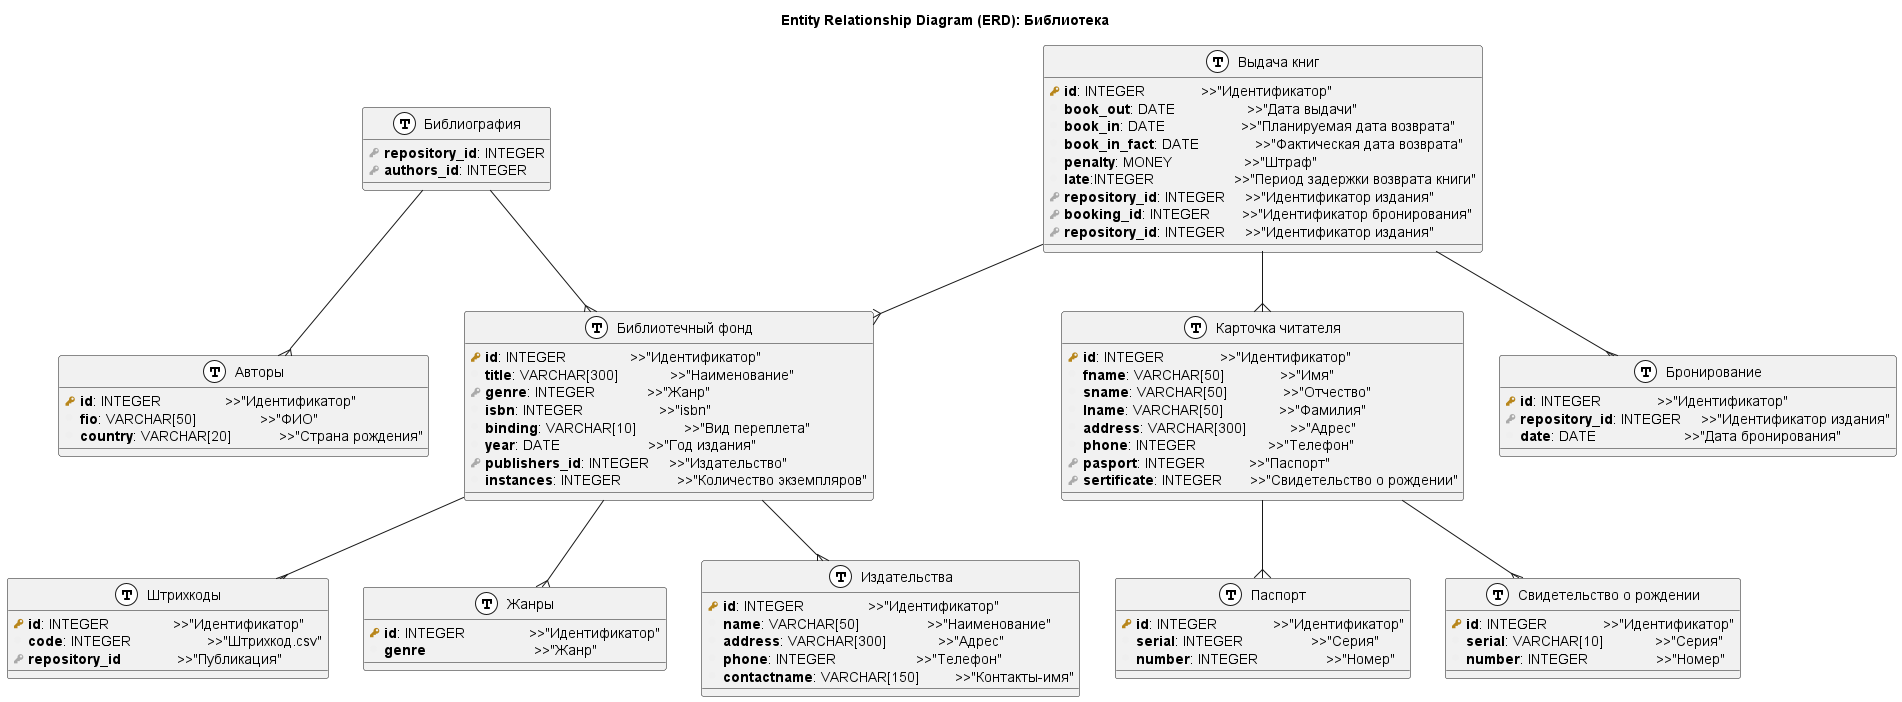 Entity Relationship Diagram (ERD): Библиотека
T Выдача книг
id: INTEGER >>"Идентификатор"
book_out: DATE >>"Дата выдачи"
book_in: DATE >>"Планируемая дата возврата"
book_in_fact: DATE >>"Фактическая дата возврата"
penalty: MONEY >>"Штраф"
late:INTEGER >>"Период задержки возврата книги"
repository_id: INTEGER >>"Идентификатор издания"
booking_id: INTEGER >>"Идентификатор бронирования"
repository_id: INTEGER >>"Идентификатор издания"
T Библиография
repository_id: INTEGER
authors_id: INTEGER
T Авторы
id: INTEGER >>"Идентификатор"
fio: VARCHAR[50] >>"ФИО"
country: VARCHAR[20] >>"Страна рождения"
T Библиотечный фонд
id: INTEGER >>"Идентификатор"
title: VARCHAR[300] >>"Наименование"
genre: INTEGER >>"Жанр"
isbn: INTEGER >>"isbn"
binding: VARCHAR[10] >>"Вид переплета"
year: DATE >>"Год издания"
publishers_id: INTEGER >>"Издательство"
instances: INTEGER >>"Количество экземпляров"
T Карточка читателя
id: INTEGER >>"Идентификатор"
fname: VARCHAR[50] >>"Имя"
sname: VARCHAR[50] >>"Отчество"
lname: VARCHAR[50] >>"Фамилия"
address: VARCHAR[300] >>"Адрес"
phone: INTEGER >>"Телефон"
pasport: INTEGER >>"Паспорт"
sertificate: INTEGER >>"Свидетельство о рождении"
T Бронирование
id: INTEGER >>"Идентификатор"
repository_id: INTEGER >>"Идентификатор издания"
date: DATE >>"Дата бронирования"
T Штрихкоды
id: INTEGER >>"Идентификатор"
code: INTEGER >>"Штрихкод.csv"
repository_id >>"Публикация"
T Жанры
id: INTEGER >>"Идентификатор"
genre >>"Жанр"
T Издательства
id: INTEGER >>"Идентификатор"
name: VARCHAR[50] >>"Наименование"
address: VARCHAR[300] >>"Адрес"
phone: INTEGER >>"Телефон"
contactname: VARCHAR[150] >>"Контакты-имя"
T Паспорт
id: INTEGER >>"Идентификатор"
serial: INTEGER >>"Серия"
number: INTEGER >>"Номер"
T Свидетельство о рождении
id: INTEGER >>"Идентификатор"
serial: VARCHAR[10] >>"Серия"
number: INTEGER >>"Номер"